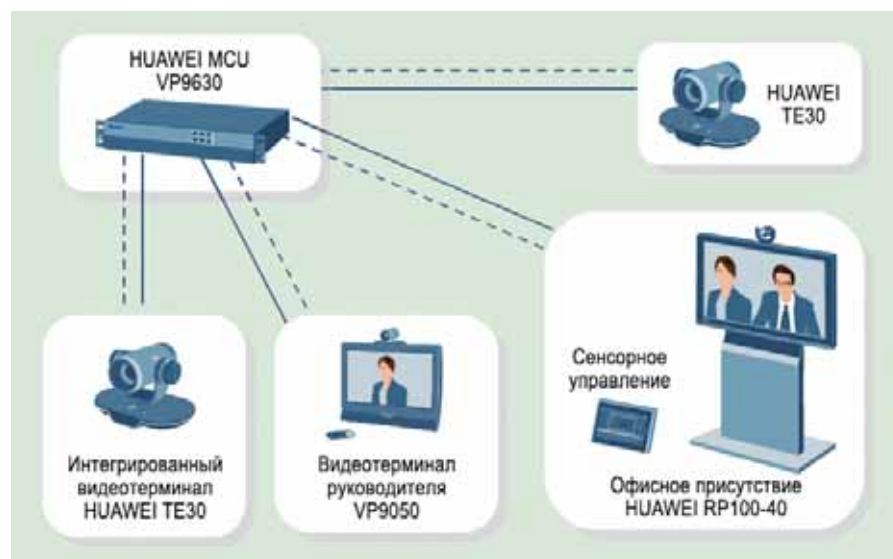 HUAWEI MCU
VP9630
HUAWEI
TE30
Сенсорное
управление
Интегрированный
видеотерминал
HUAWEI TE30
Видеотерминал
руководителя
VP9050
Офисное присутствие
HUAWEI RP100-40